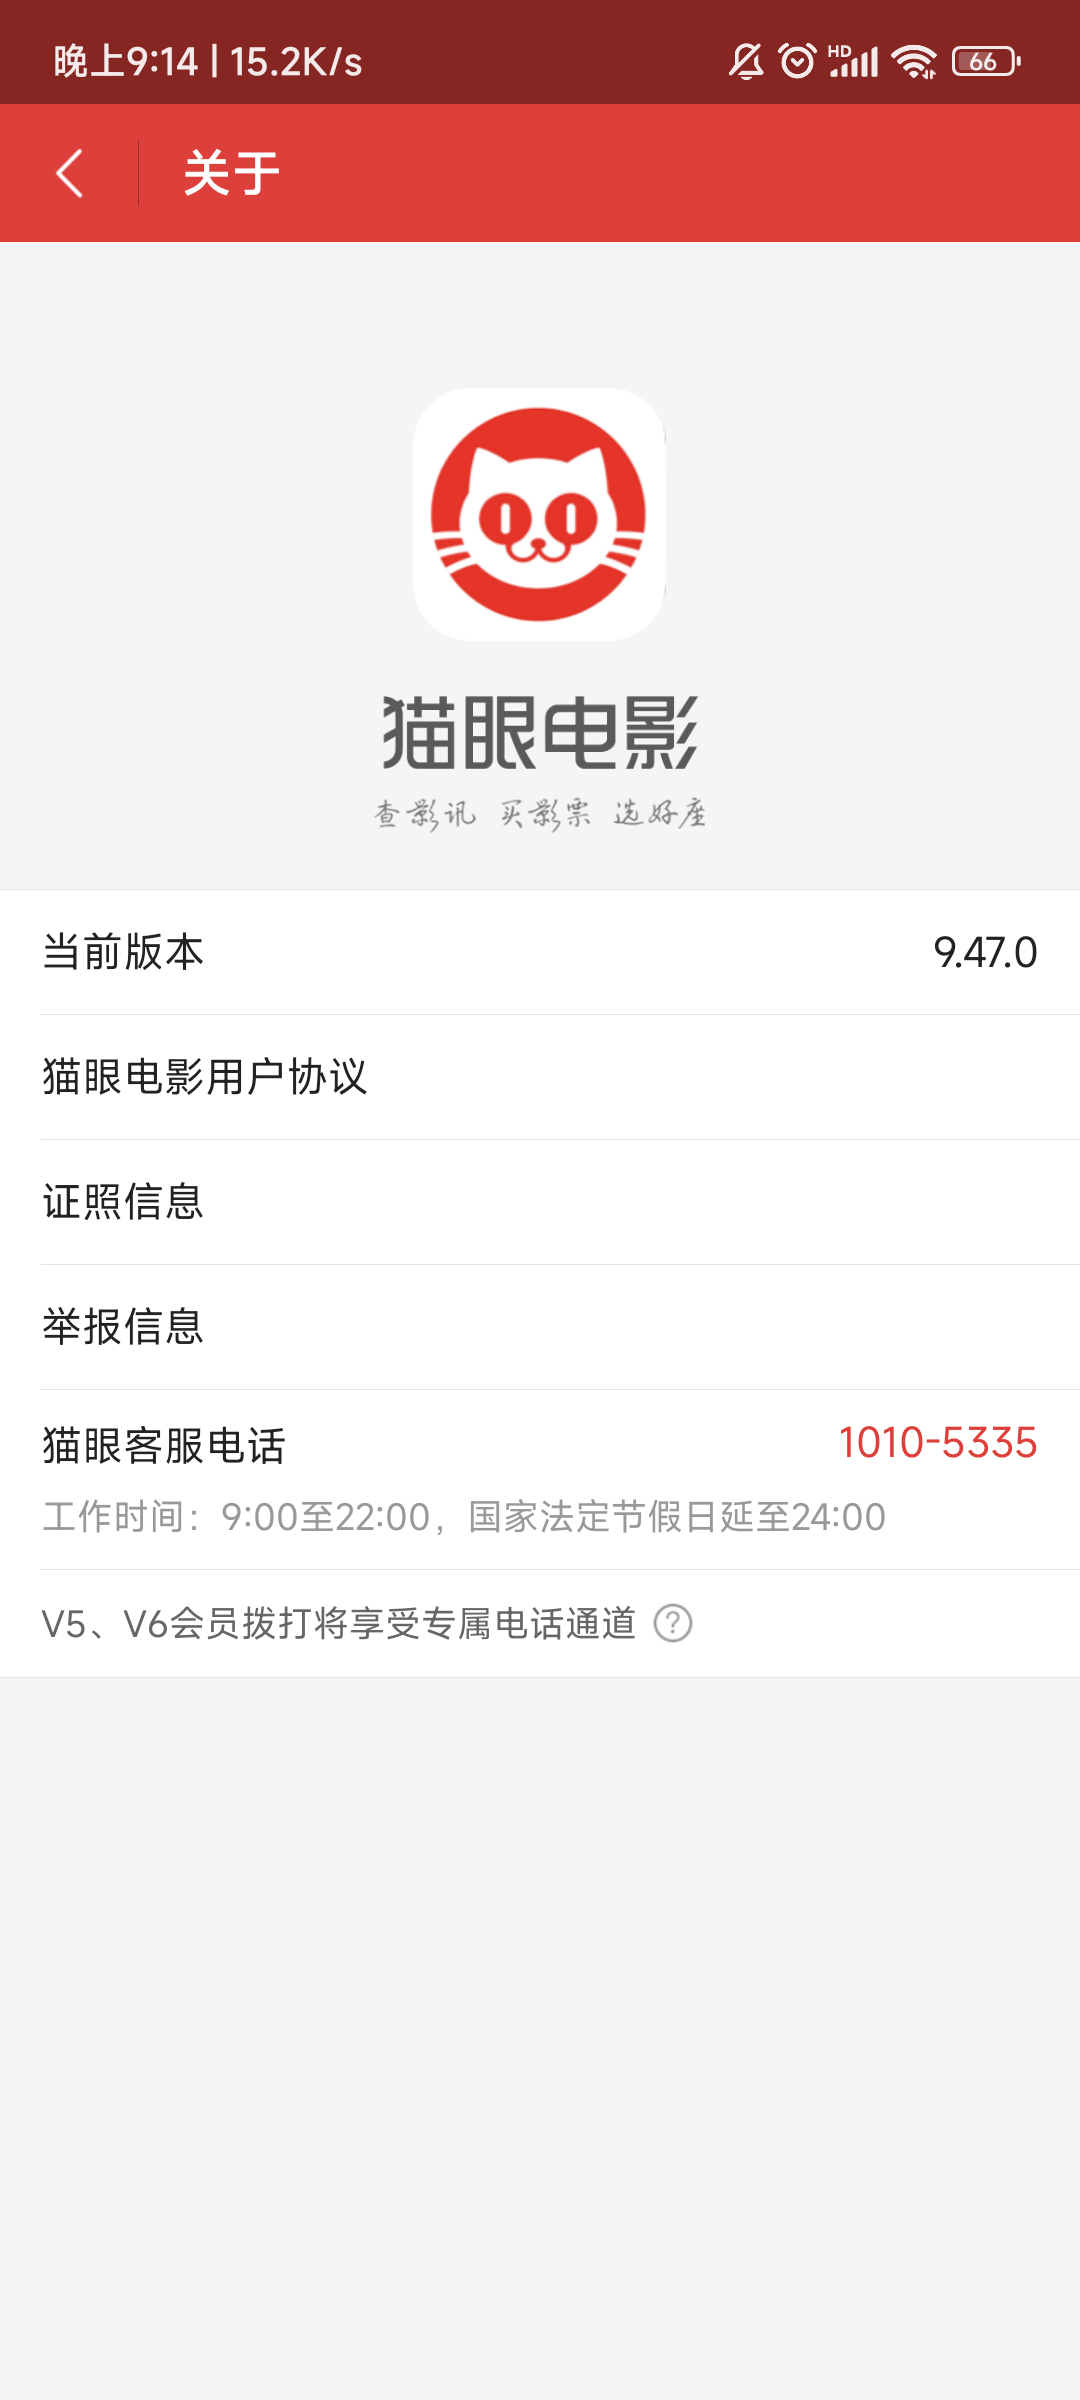 晚上9:14 | 15.2K/s
HD
66
关于
猫眼电影
查影讯 买影票 选好座
当前版本
9.47.0
猫眼电影用户协议
证照信息
举报信息
猫眼客服电话
1010-5335
工作时间：9:00至22:00，国家法定节假日延至24:00
V5、V6会员拨打将享受专属电话通道 ?